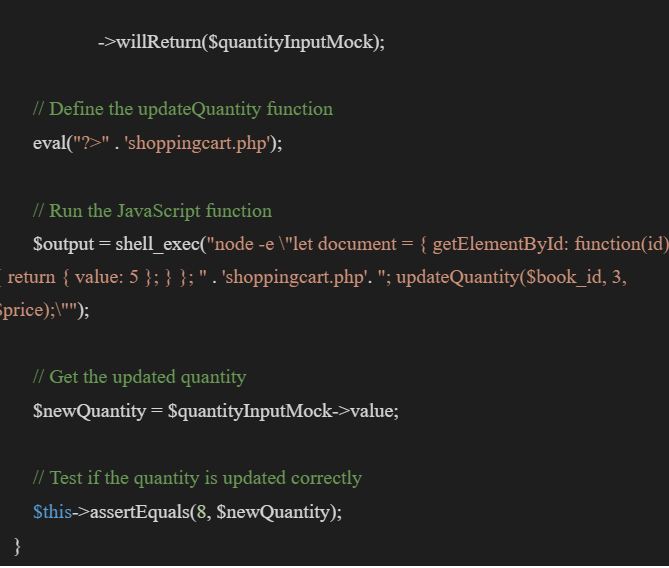 ->willReturn($quantityInputMock);
// Define the updateQuantity function
eval("?>" . 'shoppingcart.php');
// Run the JavaScript function
$output = shell_exec("node -e \"let document = { getElementById: function(id)
{ return { value: 5 }; } }; " . 'shoppingcart.php'. "; updateQuantity($book_id, 3,
$price);\"");
// Get the updated quantity
$newQuantity = $quantityInputMock->value;
// Test if the quantity is updated correctly
$this->assertEquals(8, $newQuantity);
}